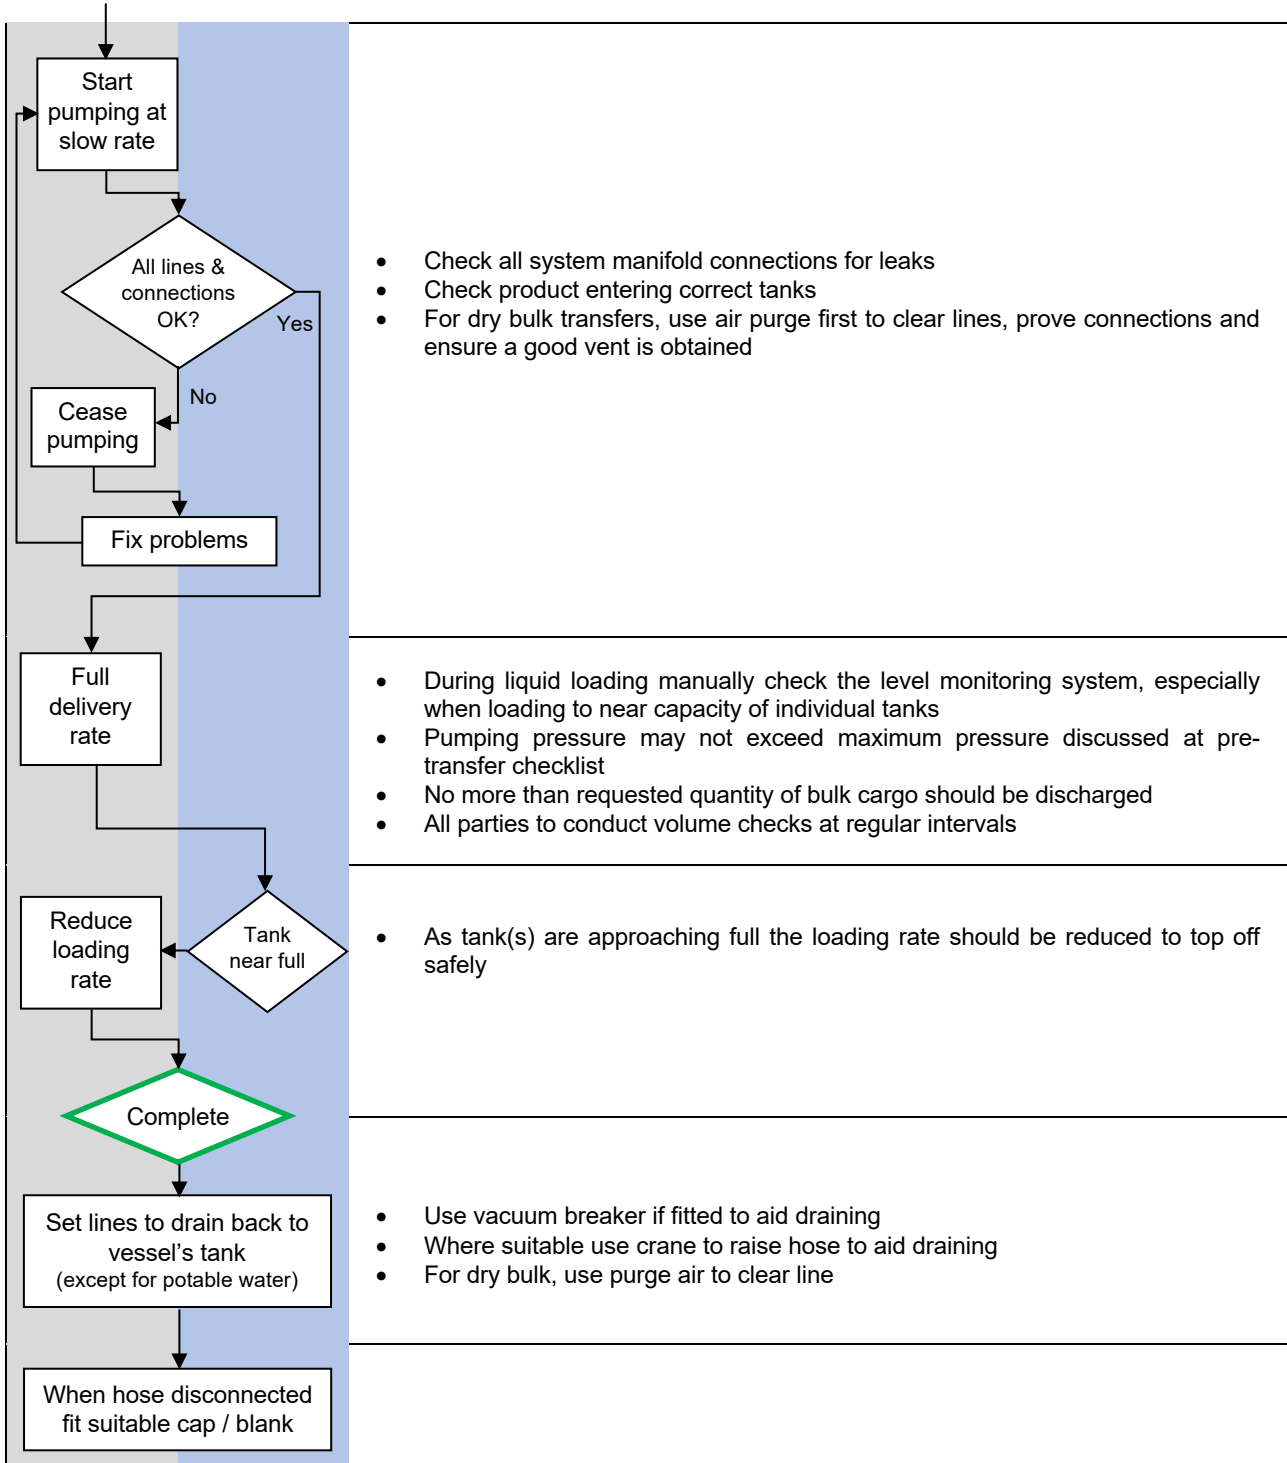 Start
pumping at
slow rate
All lines &
connections
OK?
Yes
No
Cease
pumping
Fix problems
• Check all system manifold connections for leaks
• Check product entering correct tanks
• For dry bulk transfers, use air purge first to clear lines, prove connections and
ensure a good vent is obtained
Full
delivery
rate
• During liquid loading manually check the level monitoring system, especially
when loading to near capacity of individual tanks
• Pumping pressure may not exceed maximum pressure discussed at pre-
transfer checklist
• No more than requested quantity of bulk cargo should be discharged
• All parties to conduct volume checks at regular intervals
Reduce
loading
rate
Tank
near full
• As tank(s) are approaching full the loading rate should be reduced to top off
safely
Complete
Set lines to drain back to
vessel’s tank
(except for potable water)
• Use vacuum breaker if fitted to aid draining
• Where suitable use crane to raise hose to aid draining
• For dry bulk, use purge air to clear line
When hose disconnected
fit suitable cap / blank